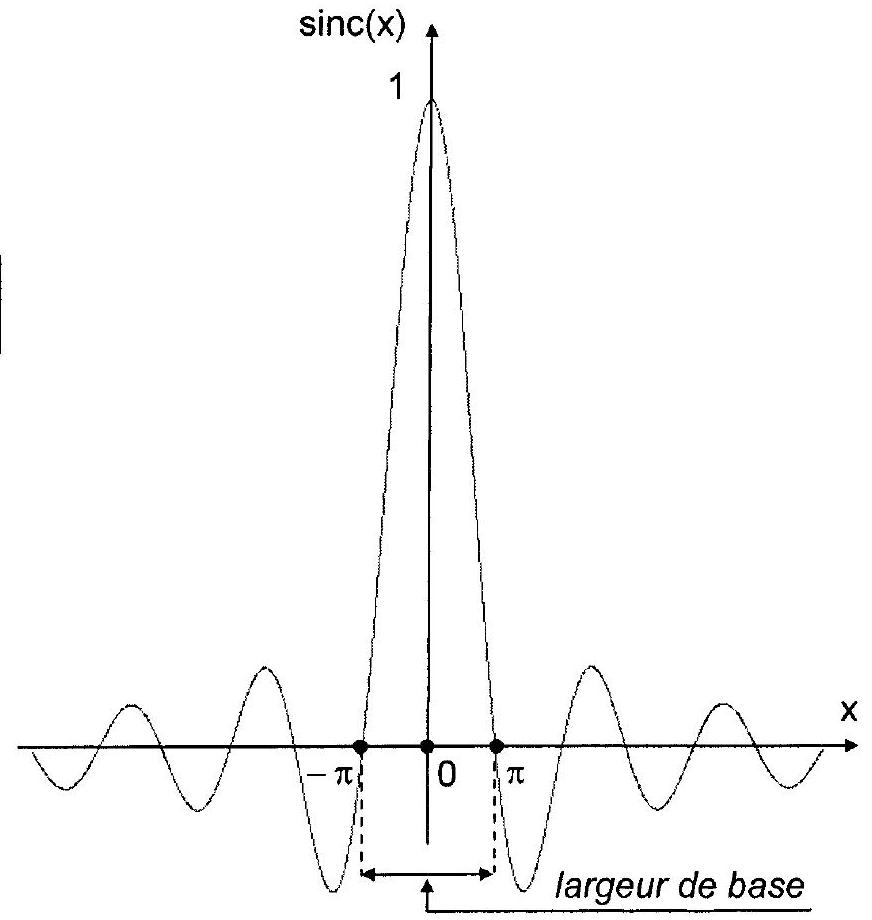 sinc(x)
1
x
– π
0
π
largeur de base